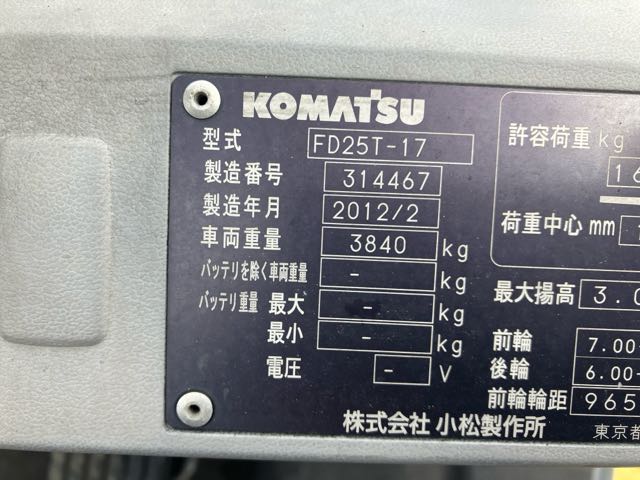 KOMATSU
型式 FD25T-17
製造番号 314467
製造年月 2012/2
車両重量 3840 kg
バッテリを除く車両重量 - kg
バッテリ重量 最大 - kg
最小 - kg
電圧 - V
株式会社 小松製作所
許容荷重 kg
16
荷重中心 mm
最大揚高 3.0
前輪 7.00-
後輪 6.00-
前輪輪距 965
東京都